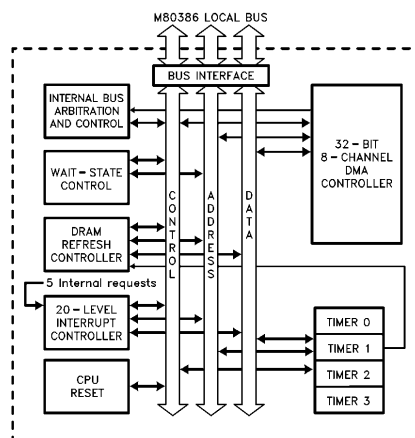 M80386 LOCAL BUS
BUS INTERFACE
INTERNAL BUS
ARBITRATION
AND CONTROL
32-BIT
8-CHANNEL
DMA
CONTROLLER
WAIT-STATE
CONTROL
CONTROL
ADDRESS
DATA
DRAM
REFRESH
CONTROLLER
5 Internal requests
20-LEVEL
INTERRUPT
CONTROLLER
TIMER 0
TIMER 1
TIMER 2
TIMER 3
CPU
RESET